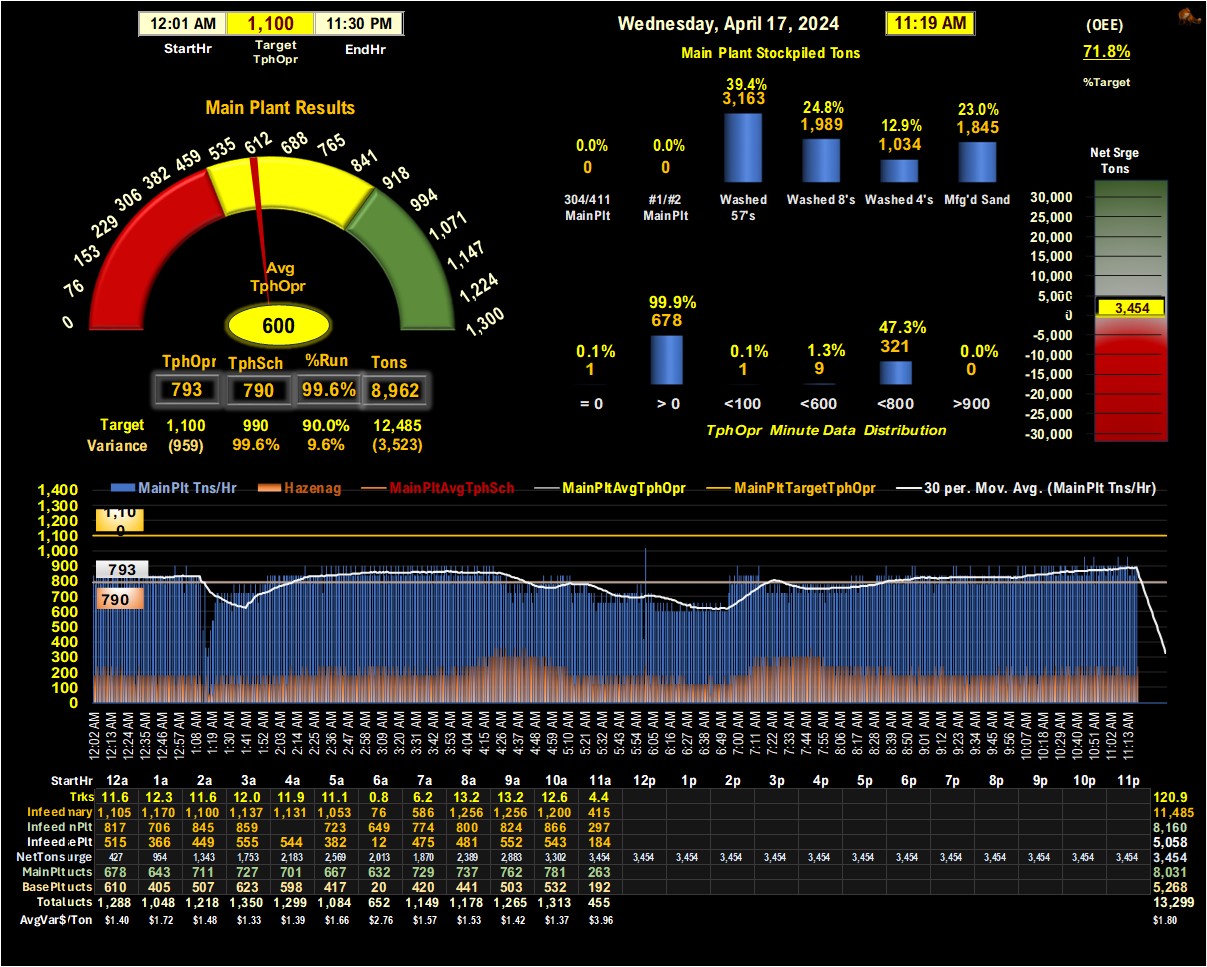 12:01 AM 1,100 11:30 PM
StartHr Target TphOpr EndHr
Wednesday, April 17, 2024 11:19 AM
(OEE)
71.8%
%Target
Main Plant Stockpiled Tons
39.4% 24.8% 12.9% 23.0%
0.0% 0.0% 3,163 1,989 1,034 1,845
0 0
304/411 MainPlt #1/#2 MainPlt Washed 57's Washed 8's Washed 4's Mfg'd Sand
Main Plant Results
0 76 153 229 306 382 459 535 612 688 765 841 918 994 1,071 1,147 1,224 1,300
Avg
TphOpr
600
TphOpr TphSch %Run Tons
793 790 99.6% 8,962
Target 1,100 990 90.0% 12,485
Variance (959) 99.6% 9.6% (3,523)
0.1% 99.9% 0.1% 1.3% 47.3% 0.0%
1 678 1 9 321 0
= 0 > 0 <100 <600 <800 >900
TphOpr Minute Data Distribution
Net Srge
Tons
30,000
25,000
20,000
15,000
10,000
5,000
3,454
0
-5,000
-10,000
-15,000
-20,000
-25,000
-30,000
MainPlt Tns/Hr Hazenag MainPltAvgTphSch MainPltAvgTphOpr MainPltTargetTphOpr 30 per. Mov. Avg. (MainPlt Tns/Hr)
1,400
1,300
1,200
1,100
1,000
900
800
700
600
500
400
300
200
100
0
1,100
793
790
12:02 AM 12:13 AM 12:24 AM 12:35 AM 12:46 AM 12:57 AM 1:08 AM 1:19 AM 1:30 AM 1:41 AM 1:52 AM 2:03 AM 2:14 AM 2:25 AM 2:36 AM 2:47 AM 2:58 AM 3:09 AM 3:20 AM 3:31 AM 3:42 AM 3:53 AM 4:04 AM 4:15 AM 4:26 AM 4:37 AM 4:48 AM 4:59 AM 5:10 AM 5:21 AM 5:32 AM 5:43 AM 5:54 AM 6:05 AM 6:16 AM 6:27 AM 6:38 AM 6:49 AM 7:00 AM 7:11 AM 7:22 AM 7:33 AM 7:44 AM 7:55 AM 8:06 AM 8:17 AM 8:28 AM 8:39 AM 8:50 AM 9:01 AM 9:12 AM 9:23 AM 9:34 AM 9:45 AM 9:56 AM 10:07 AM 10:18 AM 10:29 AM 10:40 AM 10:51 AM 11:02 AM 11:13 AM
StartHr 12a 1a 2a 3a 4a 5a 6a 7a 8a 9a 10a 11a 12p 1p 2p 3p 4p 5p 6p 7p 8p 9p 10p 11p
Trks 11.6 12.3 11.6 12.0 11.9 11.1 0.8 6.2 13.2 13.2 12.6 4.4 120.9
Infeed mary 1,105 1,170 1,100 1,137 1,131 1,053 76 586 1,256 1,256 1,200 415 11,485
Infeed nPlt 817 706 845 859 723 649 774 800 824 866 297 8,160
Infeed ePlt 515 366 449 555 544 382 12 475 481 552 543 184 5,058
NetTons urge 427 954 1,343 1,753 2,183 2,569 2,013 1,870 2,389 2,883 3,302 3,454 3,454 3,454 3,454 3,454 3,454 3,454 3,454 3,454 3,454 3,454 3,454 3,454 3,454
MainPlt ucts 678 643 711 727 701 667 632 729 737 762 781 263 8,031
BasePlt ucts 610 405 507 623 598 417 20 420 441 503 532 192 5,268
Total ucts 1,288 1,048 1,218 1,350 1,299 1,084 652 1,149 1,178 1,265 1,313 455 13,299
AvgVar$/Ton $1.40 $1.72 $1.48 $1.33 $1.39 $1.66 $2.76 $1.57 $1.53 $1.42 $1.37 $3.96 $1.80